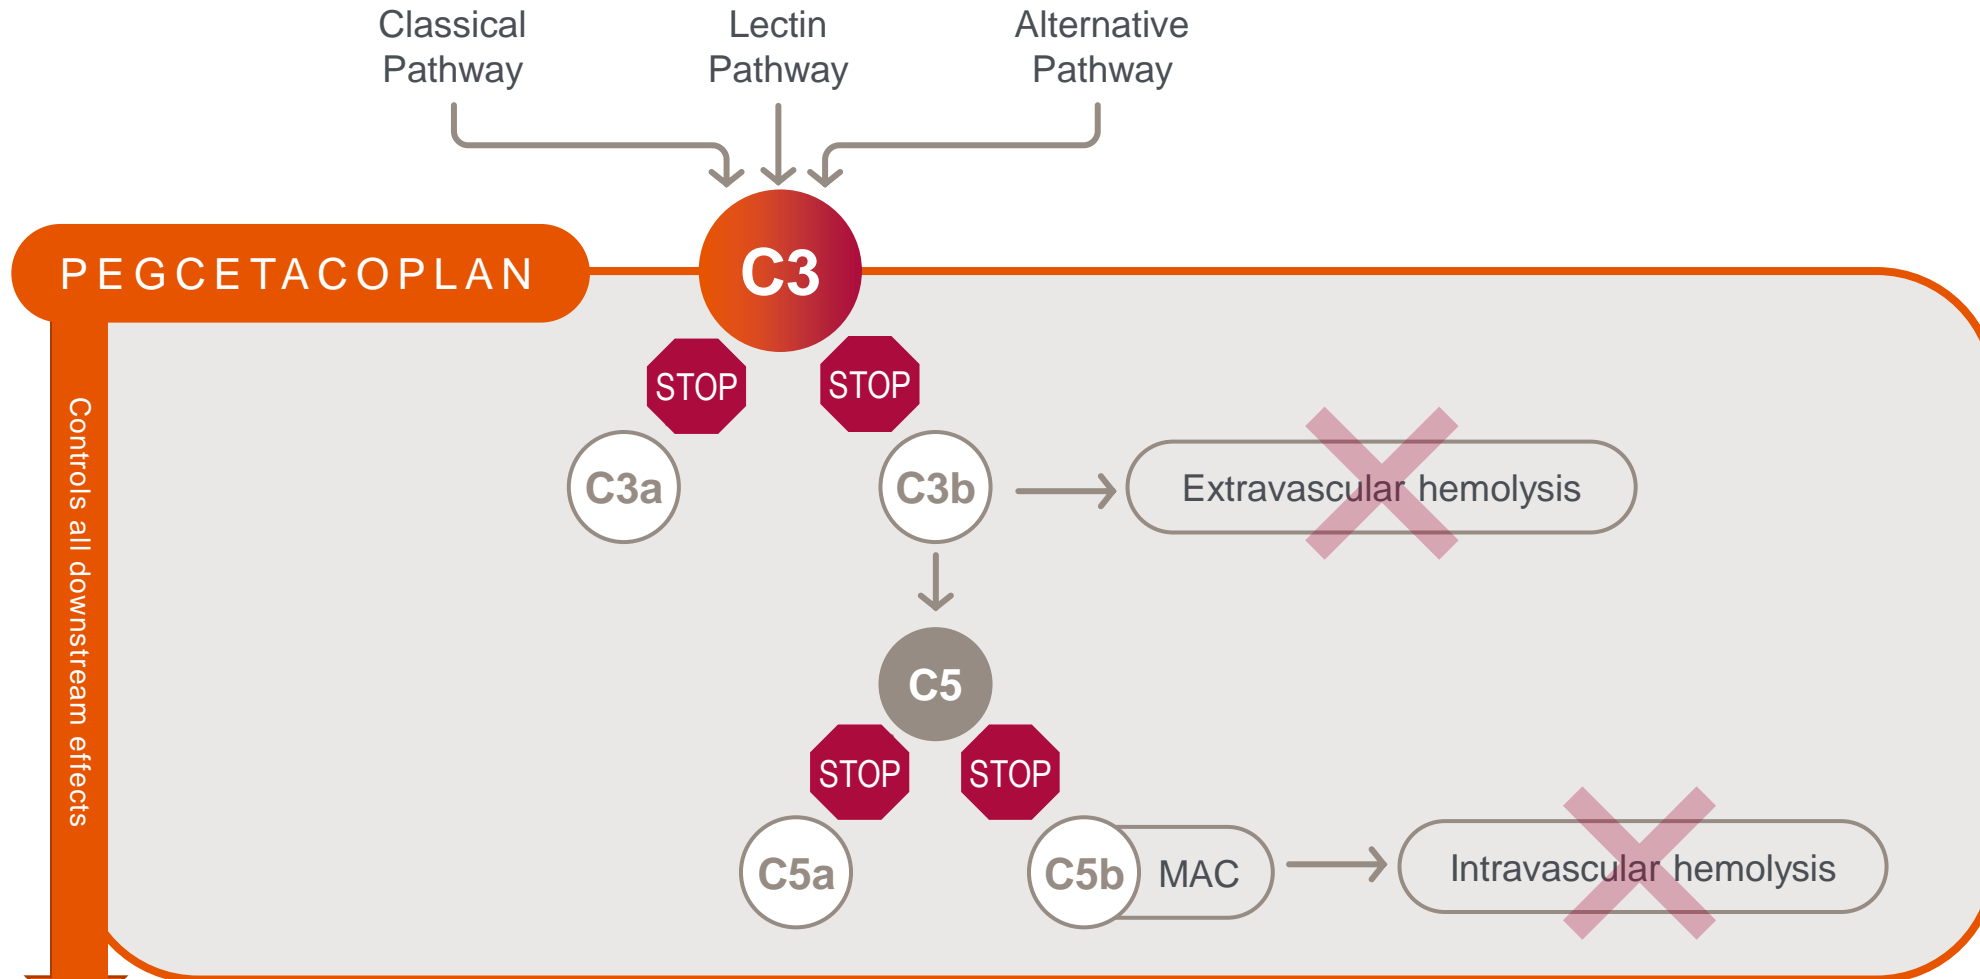 Classical
Pathway
Lectin
Pathway
Alternative
Pathway
PEGCETACOPLAN
C3
STOP
STOP
C3a
C3b
Extravascular hemolysis
Controls all downstream effects
C5
STOP
STOP
C5a
C5b
MAC
Intravascular hemolysis